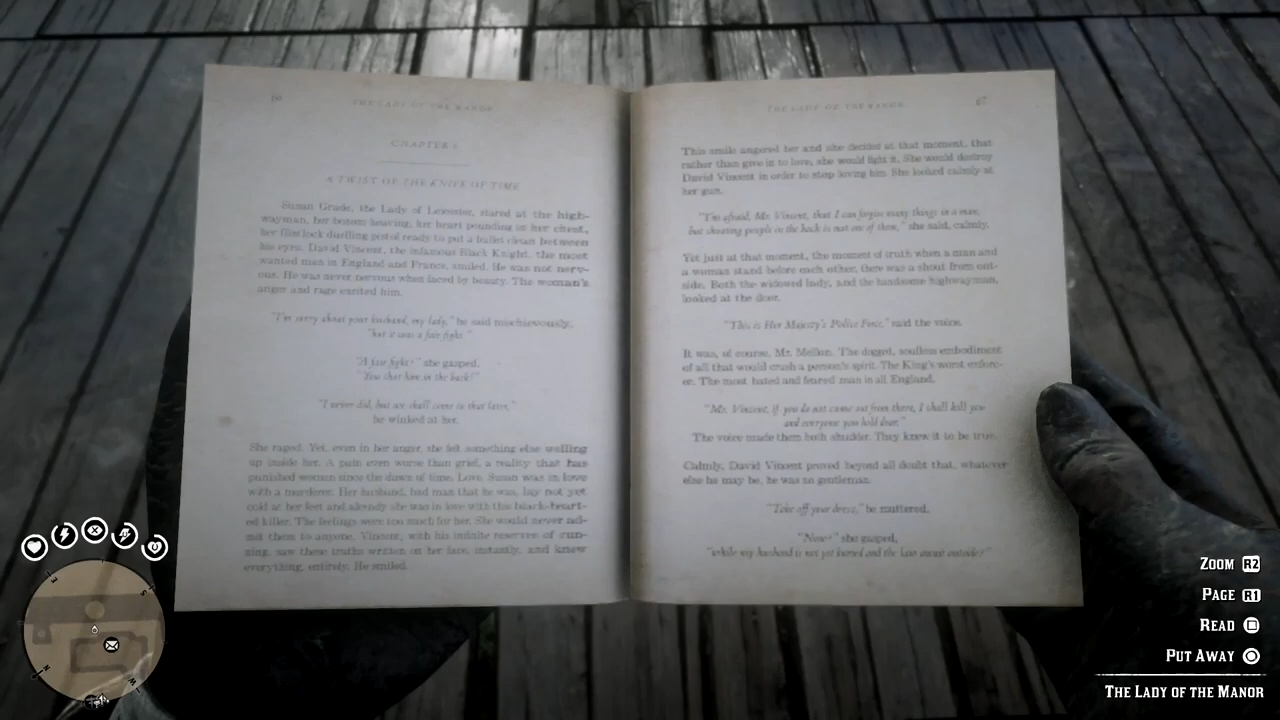 THE LADY OF THE MANOR
CHAPTER
A TWIST OF THE KNIFE OF TIME
Susan Grade, the Lady of Leicester, stared at the high-
wayman, her bosom heaving, her heart pounding in her chest,
her flintlock duelling pistol ready to put a bullet clean between
his eyes. David Vincent, the infamous Black Knight, the most
wanted man in England and France, smiled. He was not nerv-
ous. He was never nervous when faced by beauty. The woman's
anger and rage excited him.
"I'm sorry about your husband, my lady," he said mischievously,
"but it was a fair fight."
"A fair fight?" she gasped,
"You shot him in the back!"
"I never did, but we shall come to that later,"
he winked at her.
She raged. Yet, even in her anger, she felt something else welling
up inside her. A pain even worse than grief, a reality that has
punished women since the dawn of time. Love. Susan was in love
with a murderer. Her husband, bad man that he was, lay not yet
cold at her feet and already she was in love with this black-heart-
ed killer. The feelings were too much for her. She would never ad-
mit them to anyone. Vincent, with his infinite reserves of cun-
ning, saw these truths written on her face, instantly, and knew
everything, entirely. He smiled.
THE LADY OF THE MANOR
67
This smile angered her and she decided at that moment, that
rather than give in to love, she would fight it. She would destroy
David Vincent in order to stop loving him. She looked calmly at
her gun.
"I'm afraid, Mr. Vincent, that I can forgive many things in a man,
but shooting people in the back is not one of them," she said, calmly.
Yet just at that moment, the moment of truth when a man and
a woman stand before each other, there was a shout from out-
side. Both the widowed lady, and the handsome highwayman,
looked at the door.
"This is Her Majesty's Police Force," said the voice.
It was, of course, Mr. Mellon. The dogged, soulless embodiment
of all that would crush a person's spirit. The King's worst enforc-
er. The most hated and feared man in all England.
"Mr. Vincent, if you do not come out from there, I shall kill you
and everyone you hold dear."
The voice made them both shudder. They knew it to be true.
Calmly, David Vincent proved beyond all doubt that, whatever
else he may be, he was no gentleman.
"Take off your dress," he muttered.
"Now?" she gasped,
"while my husband is not yet buried and the law await outside?"
ZOOM R2
PAGE R1
READ
PUT AWAY
THE LADY OF THE MANOR